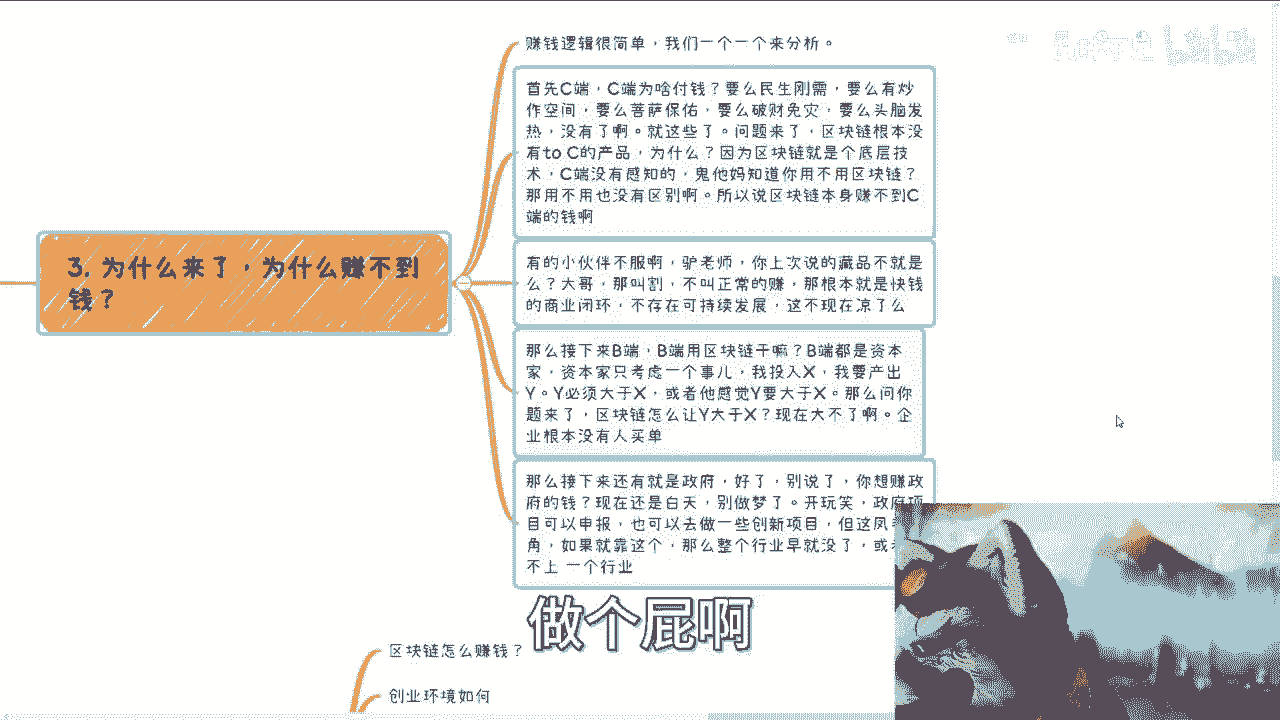 赚钱逻辑很简单，我们一个一个来分析。
首先C端，C端为啥付钱？要么民生刚需，要么有炒
作空间，要么菩萨保佑，要么破财免灾，要么头脑发
热，没有了啊。就这些了。问题来了，区块链根本没
有to C的产品，为什么？因为区块链就是个底层技
术，C端没有感知的，鬼他妈知道你用不用区块链？
那用不用也没有区别啊。所以说区块链本身赚不到C
端的钱啊
3. 为什么来了，为什么赚不到
钱？
有的小伙伴不服啊，驴老师，你上次说的藏品不就是
么？大哥，那叫割，不叫正常的赚，那根本就是快钱
的商业闭环，不存在可持续发展，这不现在凉了么
那么接下来B端，B端用区块链干嘛？B端都是资本
家，资本家只考虑一个事儿，我投入X，我要产出
Y。Y必须大于X，或者他感觉Y要大于X。那么问你
题来了，区块链怎么让Y大于X？现在大不了啊。企
业根本没有人买单
那么接下来还有就是政府，好了，别说了，你想赚政
府的钱？现在还是白天，别做梦了。开玩笑，政府项
目可以申报，也可以去做一些创新项目，但这凤
角，如果就靠这个，那么整个行业早就没了，或
不上 一个行业
做个屁啊
区块链怎么赚钱？
创业环境如何